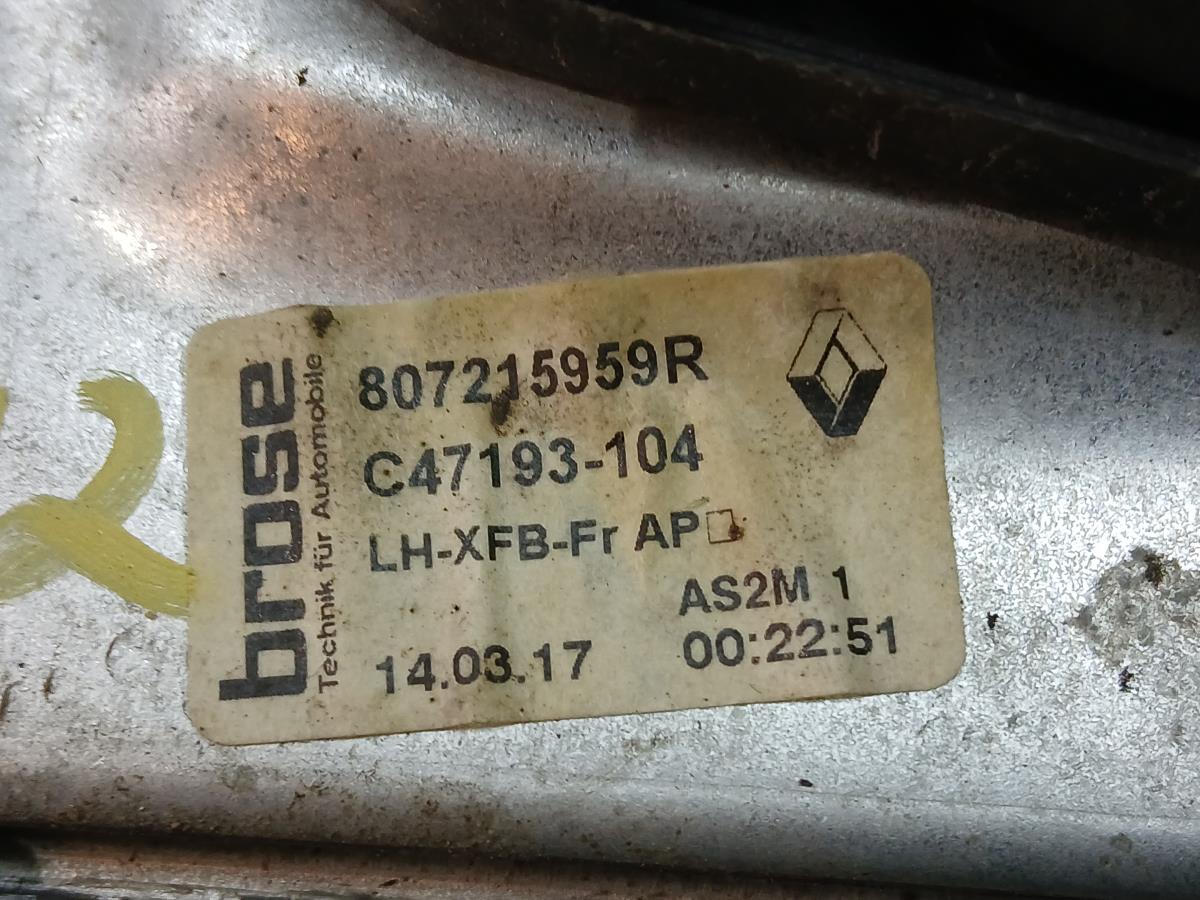 brose
Technik für Automobile
807215959R
C47193-104
LH-XFB-Fr AP□
AS2M 1
14.03.17 00:22:51